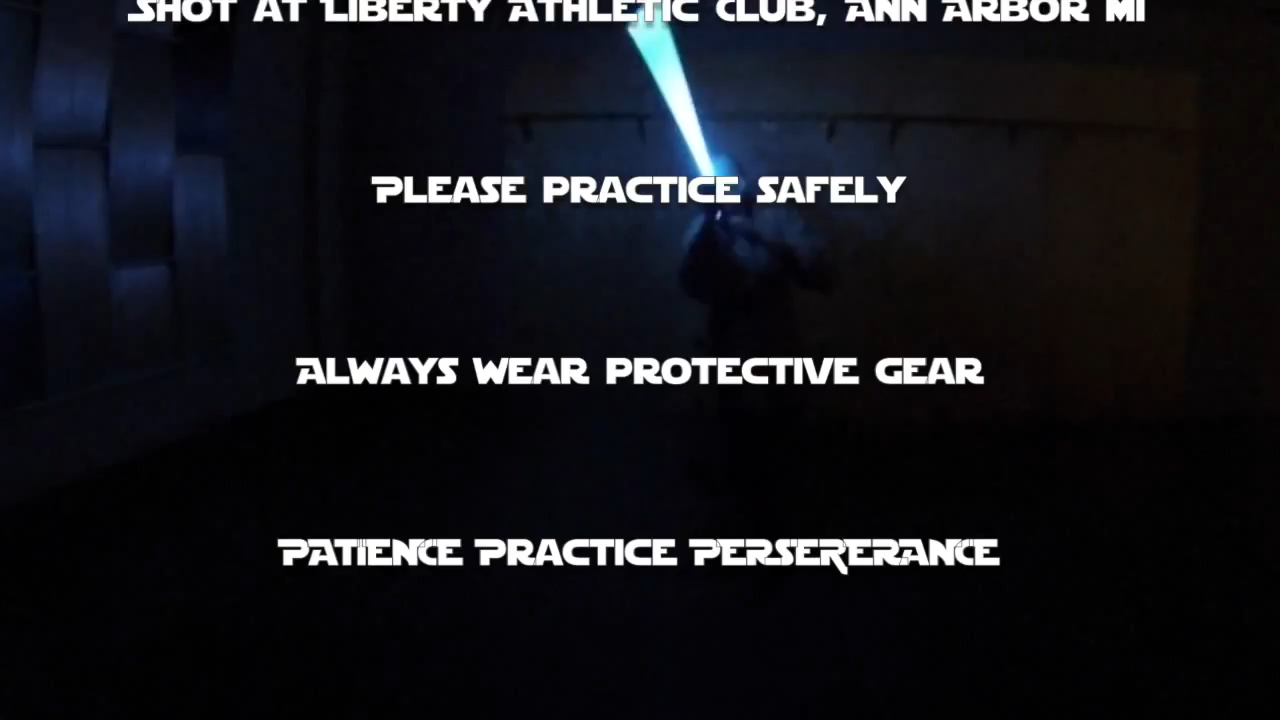 Shot at Liberty Athletic Club, Ann Arbor MI
Please practice safely
Always wear protective gear
Patience Practice Persererance